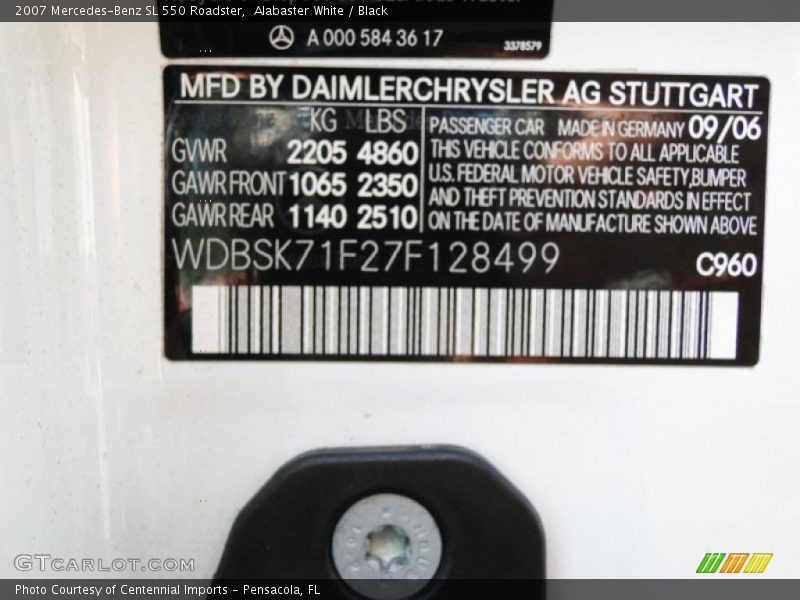 2007 Mercedes-Benz SL 550 Roadster, Alabaster White / Black
A 000 584 36 17
3378579
MFD BY DAIMLERCHRYSLER AG STUTTGART
KG LBS
GVWR 2205 4860
GAWR FRONT 1065 2350
GAWR REAR 1140 2510
PASSENGER CAR MADE IN GERMANY 09/06
THIS VEHICLE CONFORMS TO ALL APPLICABLE
U.S. FEDERAL MOTOR VEHICLE SAFETY, BUMPER
AND THEFT PREVENTION STANDARDS IN EFFECT
ON THE DATE OF MANUFACTURE SHOWN ABOVE
WDBSK71F27F128499
C960
GTCARLOT.COM
Photo Courtesy of Centennial Imports - Pensacola, FL